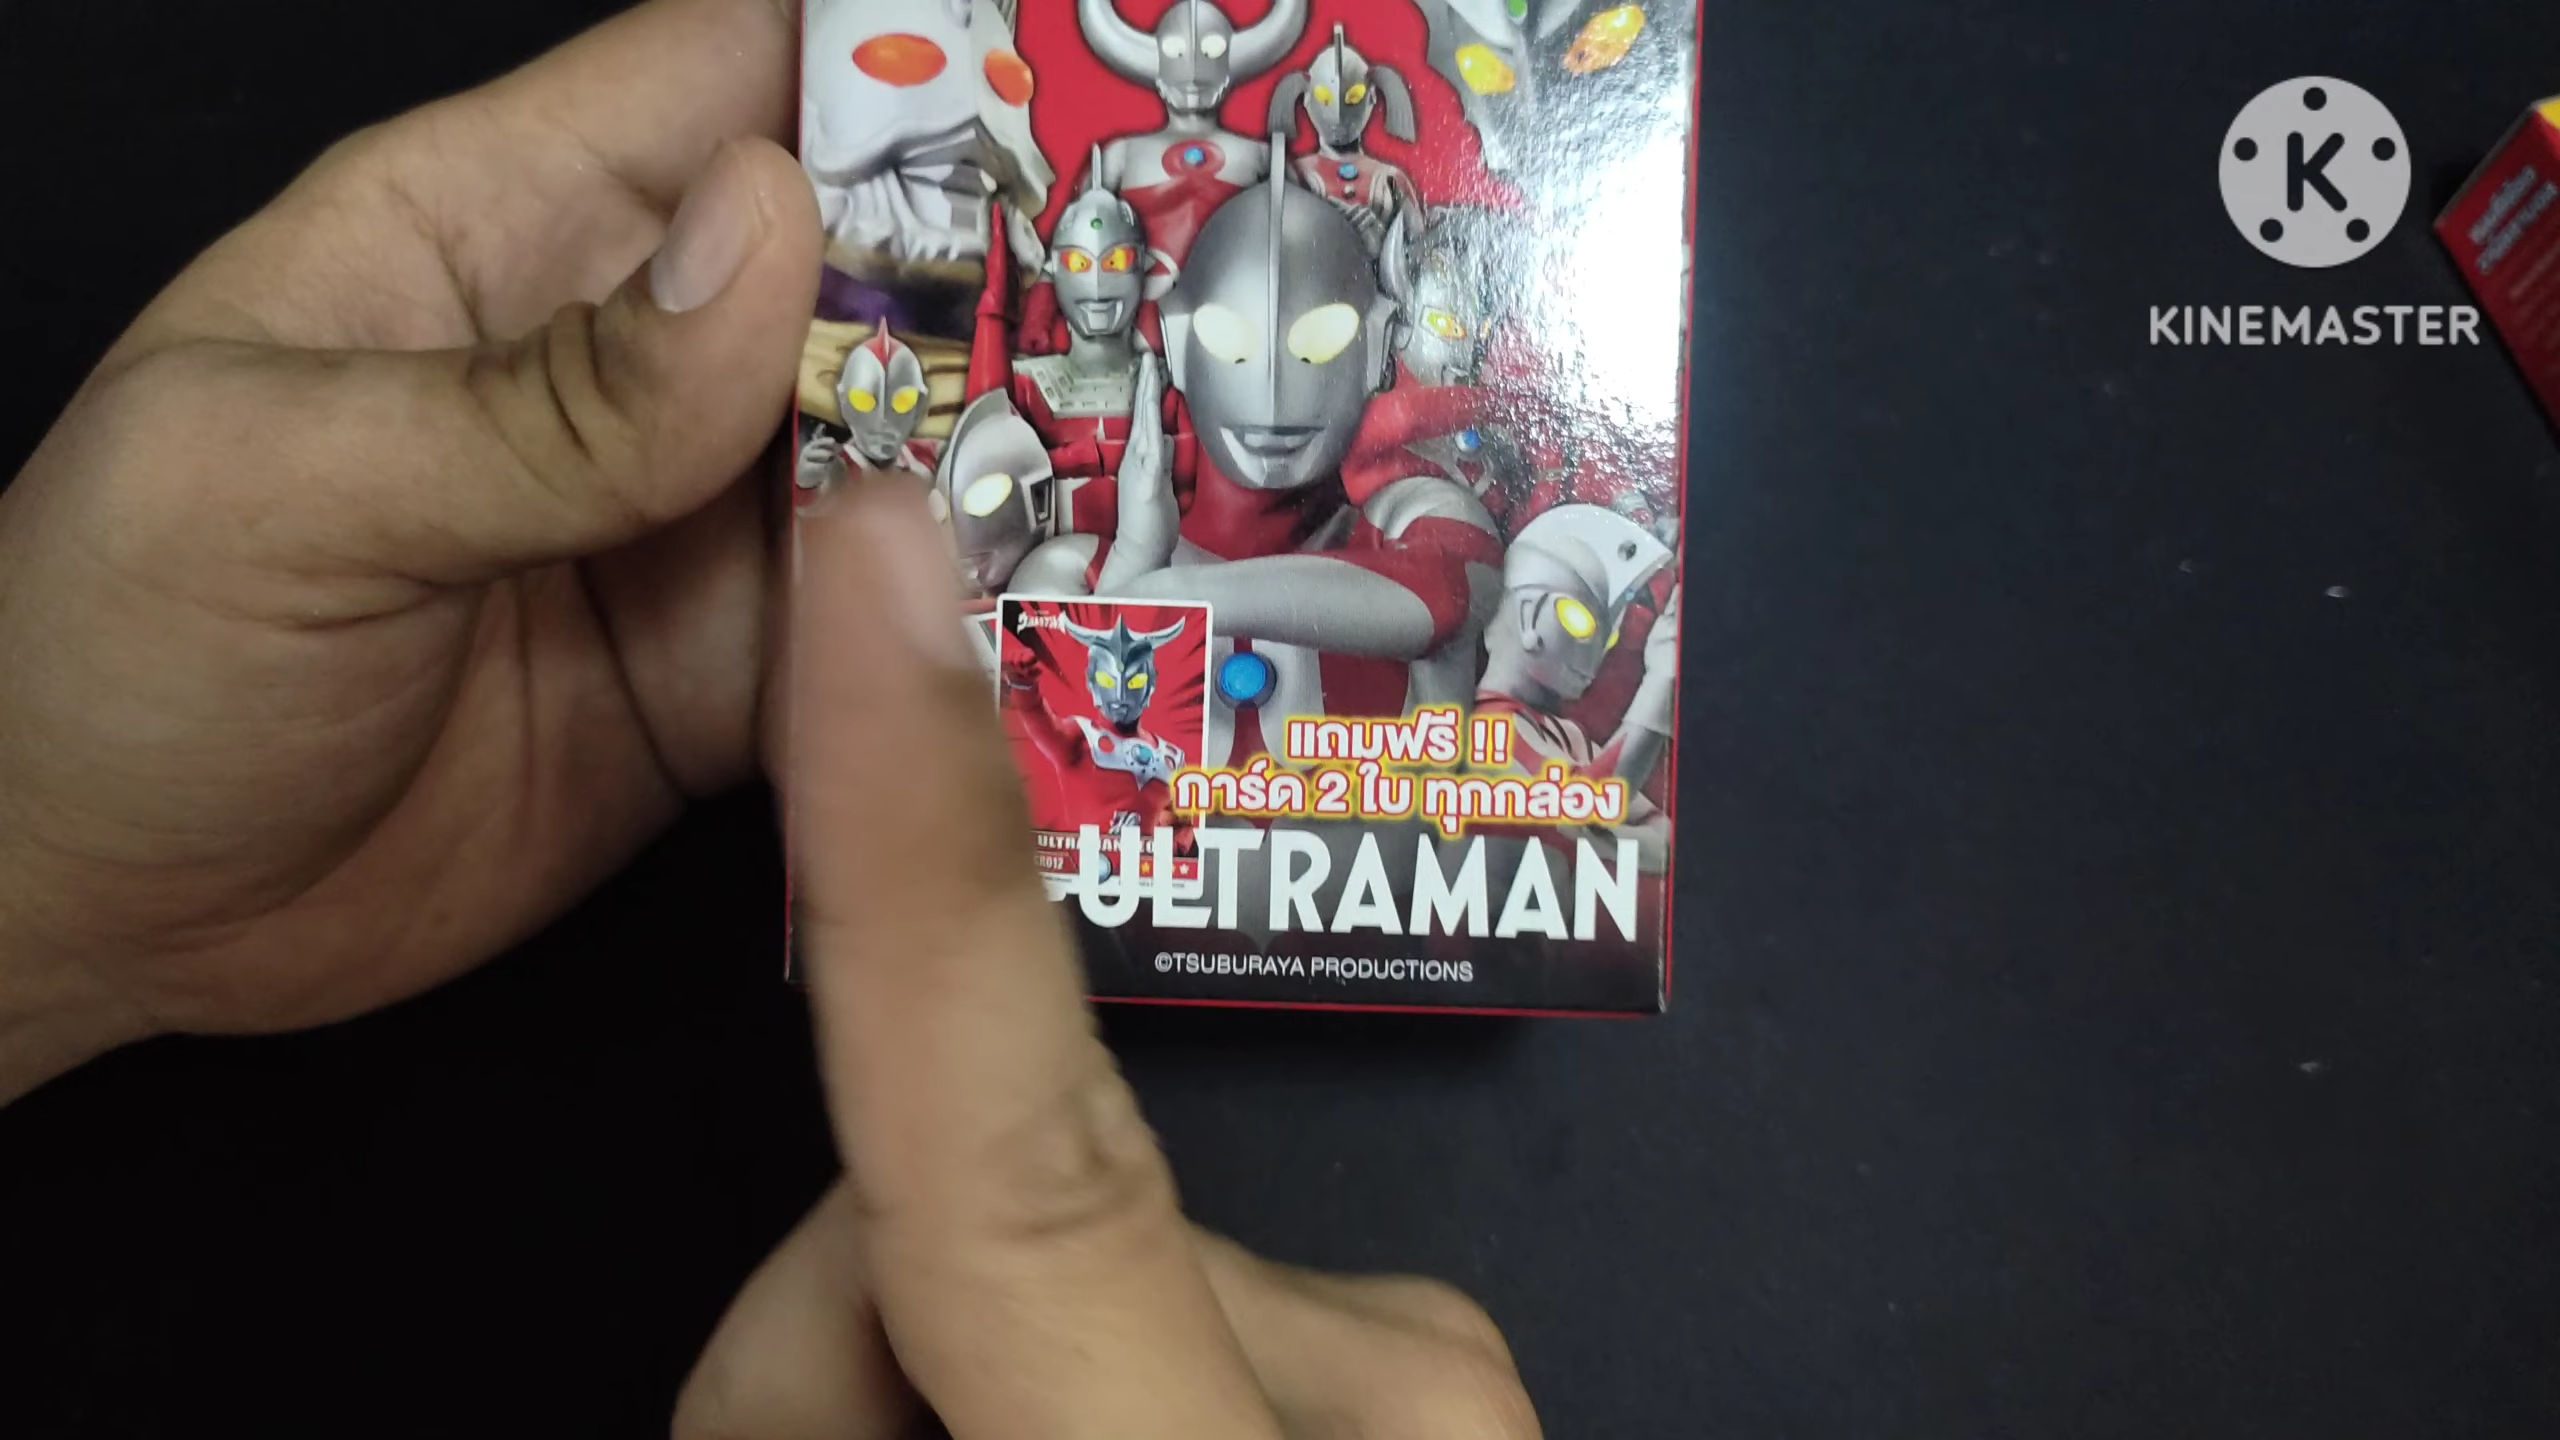 K
KINEMASTER
แถมฟรี !!
การ์ด 2 ใบ ทุกกล่อง
ULTRAMAN
©TSUBURAYA PRODUCTIONS